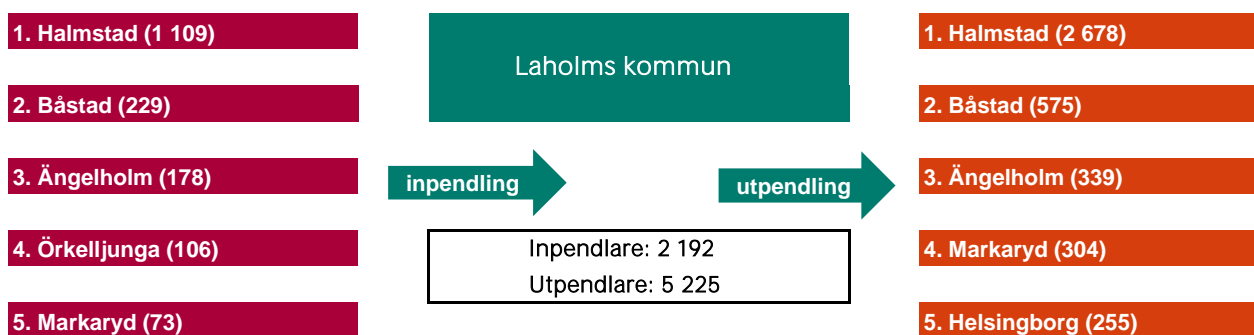 1. Halmstad (1 109)
2. Båstad (229)
3. Ängelholm (178)
4. Örkelljunga (106)
5. Markaryd (73)
Laholms kommun
inpendling
utpendling
Inpendlare: 2 192
Utpendlare: 5 225
1. Halmstad (2 678)
2. Båstad (575)
3. Ängelholm (339)
4. Markaryd (304)
5. Helsingborg (255)